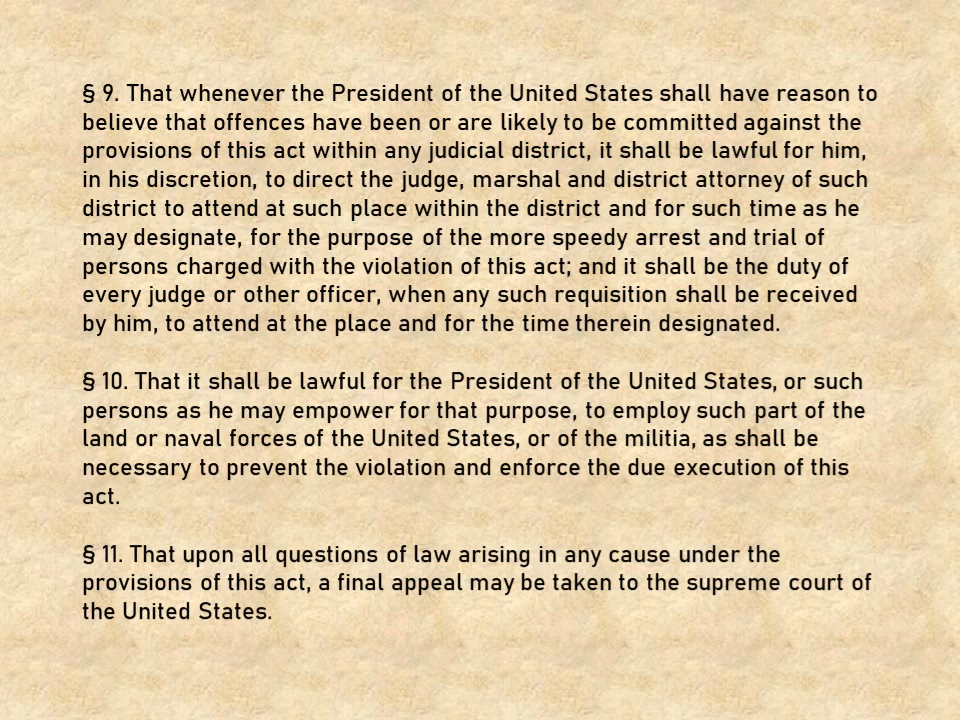 § 9. That whenever the President of the United States shall have reason to
believe that offences have been or are likely to be committed against the
provisions of this act within any judicial district, it shall be lawful for him,
in his discretion, to direct the judge, marshal and district attorney of such
district to attend at such place within the district and for such time as he
may designate, for the purpose of the more speedy arrest and trial of
persons charged with the violation of this act; and it shall be the duty of
every judge or other officer, when any such requisition shall be received
by him, to attend at the place and for the time therein designated.
§ 10. That it shall be lawful for the President of the United States, or such
persons as he may empower for that purpose, to employ such part of the
land or naval forces of the United States, or of the militia, as shall be
necessary to prevent the violation and enforce the due execution of this
act.
§ 11. That upon all questions of law arising in any cause under the
provisions of this act, a final appeal may be taken to the supreme court of
the United States.